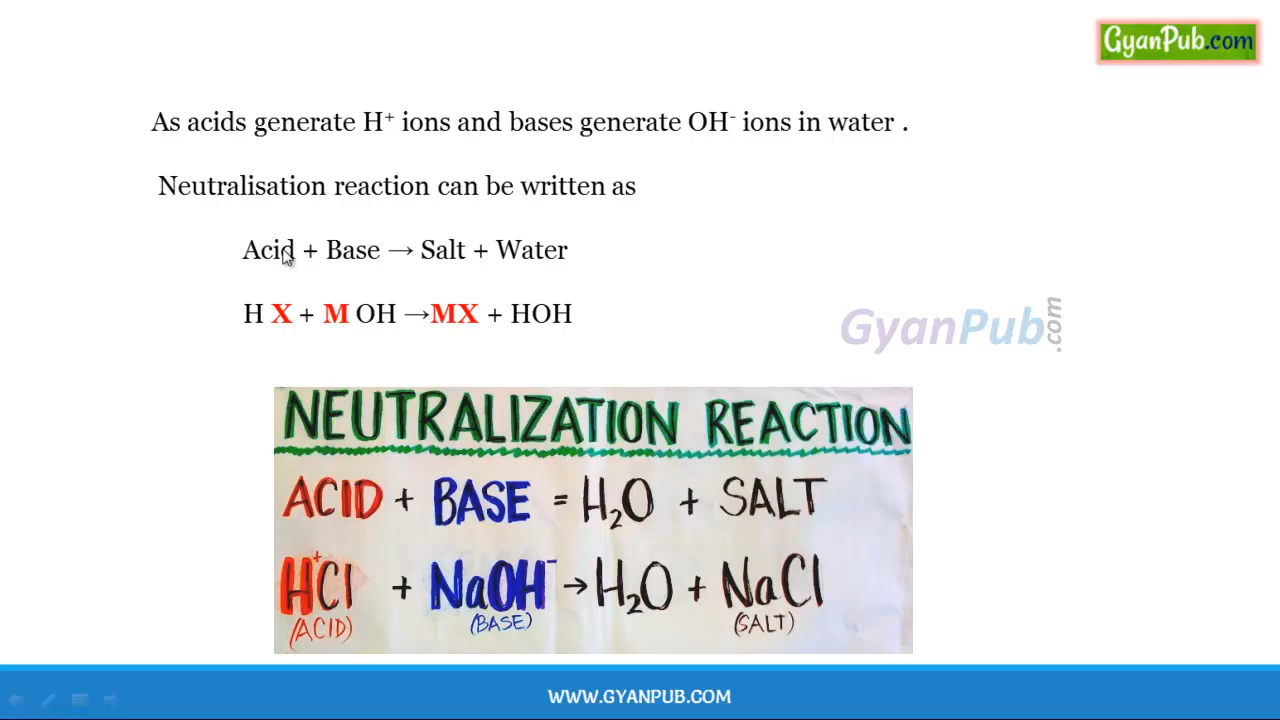 GyanPub.com
As acids generate H⁺ ions and bases generate OH⁻ ions in water .
Neutralisation reaction can be written as
Acid + Base → Salt + Water
H X + M OH →MX + HOH
GyanPub.com
NEUTRALIZATION REACTION
ACID + BASE = H₂O + SALT
H⁺Cl + NaOH⁻ → H₂O + NaCl
(ACID) (BASE) (SALT)
WWW.GYANPUB.COM